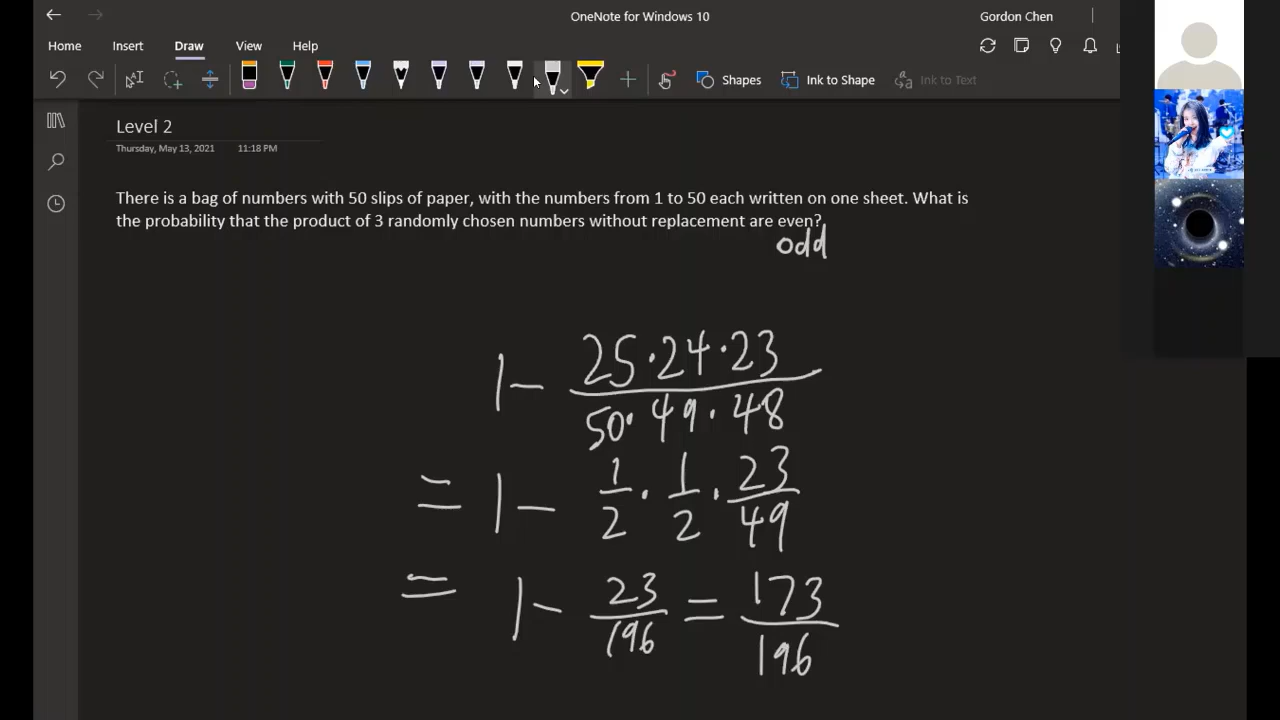 OneNote for Windows 10
Gordon Chen
Home Insert Draw View Help
Shapes Ink to Shape Ink to Text
Level 2
Thursday, May 13, 2021 11:18 PM
There is a bag of numbers with 50 slips of paper, with the numbers from 1 to 50 each written on one sheet. What is
the probability that the product of 3 randomly chosen numbers without replacement are even?
odd
1 - 25·24·23 / 50·49·48
= 1 - 1/2 · 1/2 · 23/49
= 1 - 23/196 = 173/196